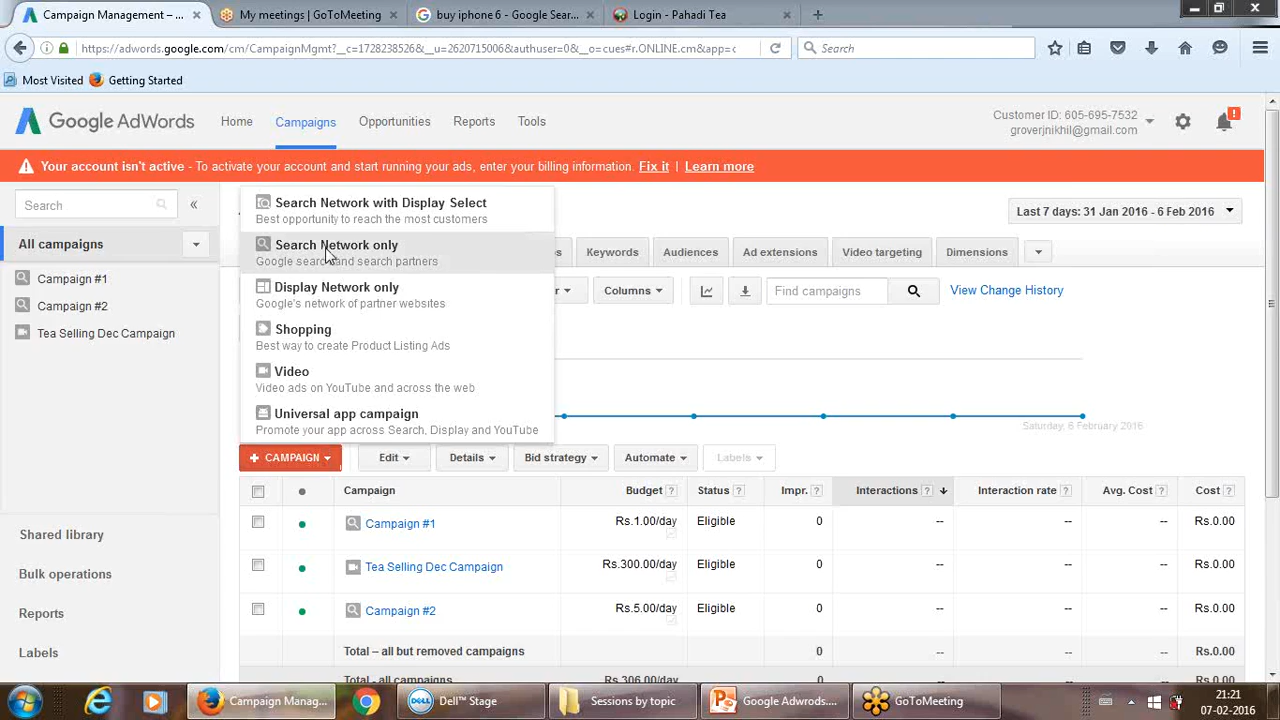 Campaign Management – ...
My meetings | GoToMeeting
buy iphone 6 - Google Sear...
Login - Pahadi Tea
https://adwords.google.com/cm/CampaignMgmt?__c=1728238526&__u=2620715006&authuser=0&__o=cues#r.ONLINE.cm&app=c
Search
Most Visited
Getting Started
Google AdWords
Home
Campaigns
Opportunities
Reports
Tools
Customer ID: 605-695-7532
groverjnikhil@gmail.com
Your account isn't active - To activate your account and start running your ads, enter your billing information. Fix it | Learn more
Search
«
All campaigns
Campaign #1
Campaign #2
Tea Selling Dec Campaign
Shared library
Bulk operations
Reports
Labels
Search Network with Display Select
Best opportunity to reach the most customers
Search Network only
Google search and search partners
Display Network only
Google's network of partner websites
Shopping
Best way to create Product Listing Ads
Video
Video ads on YouTube and across the web
Universal app campaign
Promote your app across Search, Display and YouTube
Last 7 days: 31 Jan 2016 - 6 Feb 2016
Keywords
Audiences
Ad extensions
Video targeting
Dimensions
Columns
Find campaigns
View Change History
Saturday, 6 February 2016
+ CAMPAIGN
Edit
Details
Bid strategy
Automate
Labels
Campaign Budget ? Status ? Impr. ? Interactions ? Interaction rate ? Avg. Cost ? Cost ?
Campaign #1 Rs.1.00/day Eligible 0 -- -- -- Rs.0.00
Tea Selling Dec Campaign Rs.300.00/day Eligible 0 -- -- -- Rs.0.00
Campaign #2 Rs.5.00/day Eligible 0 -- -- -- Rs.0.00
Total – all but removed campaigns 0 -- -- -- Rs.0.00
Total - all campaigns Rs.306.00/day 0 -- -- -- Rs.0.00
Campaign Manag...
Dell™ Stage
Sessions by topic
Google Adwrods....
GoToMeeting
21:21
07-02-2016